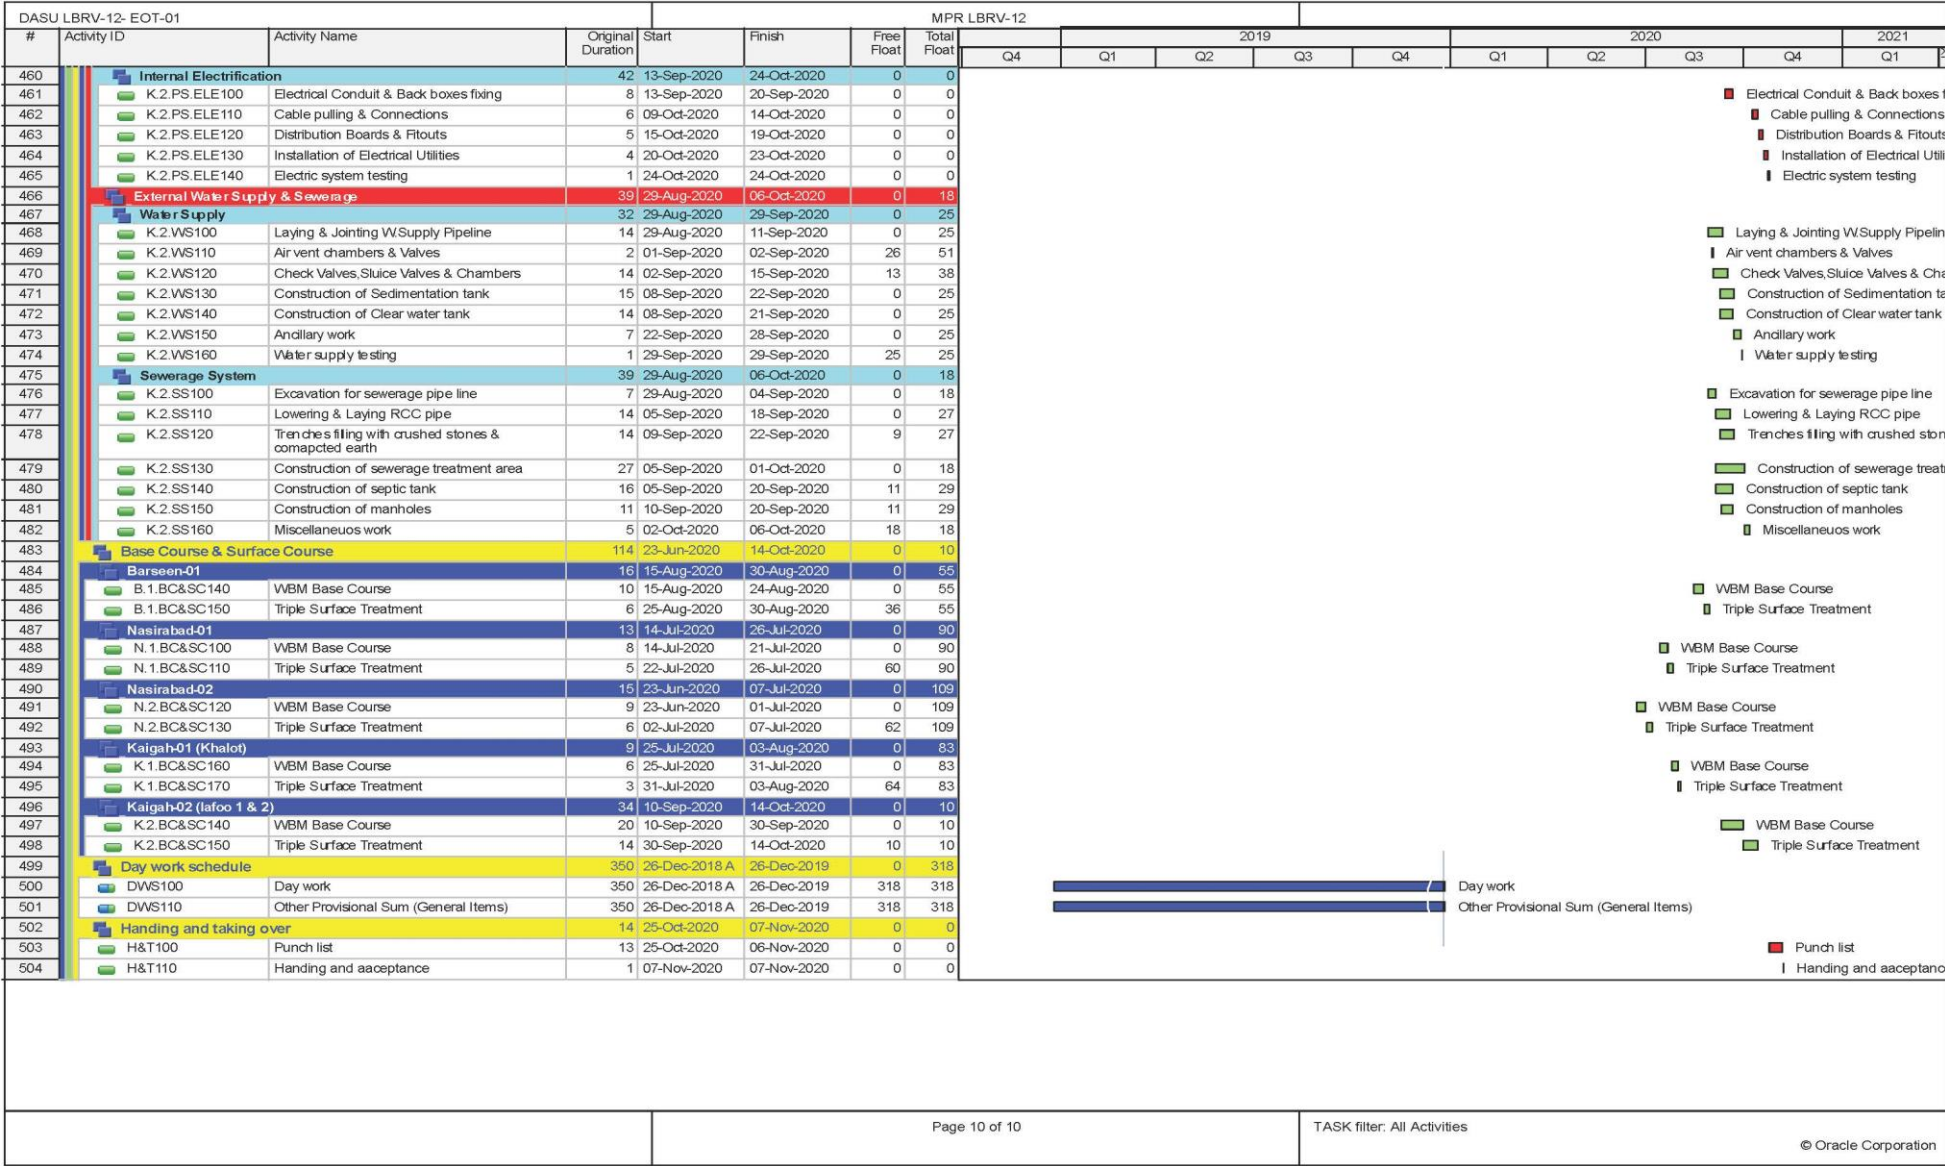 DASU LBRV-12- EOT-01 MPR LBRV-12
# Activity ID Activity Name Original Duration Start Finish Free Float Total Float 2019 2020 2021
Q4 Q1 Q2 Q3 Q4 Q1 Q2 Q3 Q4 Q1
460 Internal Electrification 42 13-Sep-2020 24-Oct-2020 0 0
461 K.2.PS.ELE100 Electrical Conduit & Back boxes fixing 8 13-Sep-2020 20-Sep-2020 0 0 Electrical Conduit & Back boxes f
462 K.2.PS.ELE110 Cable pulling & Connections 6 09-Oct-2020 14-Oct-2020 0 0 Cable pulling & Connections
463 K.2.PS.ELE120 Distribution Boards & Fitouts 5 15-Oct-2020 19-Oct-2020 0 0 Distribution Boards & Fitouts
464 K.2.PS.ELE130 Installation of Electrical Utilities 4 20-Oct-2020 23-Oct-2020 0 0 Installation of Electrical Utili
465 K.2.PS.ELE140 Electric system testing 1 24-Oct-2020 24-Oct-2020 0 0 Electric system testing
466 External Water Supply & Sewerage 39 29-Aug-2020 06-Oct-2020 0 18
467 Water Supply 32 29-Aug-2020 29-Sep-2020 0 25
468 K.2.WS100 Laying & Jointing W.Supply Pipeline 14 29-Aug-2020 11-Sep-2020 0 25 Laying & Jointing W.Supply Pipelin
469 K.2.WS110 Air vent chambers & Valves 2 01-Sep-2020 02-Sep-2020 26 51 Air vent chambers & Valves
470 K.2.WS120 Check Valves,Sluice Valves & Chambers 14 02-Sep-2020 15-Sep-2020 13 38 Check Valves,Sluice Valves & Cha
471 K.2.WS130 Construction of Sedimentation tank 15 08-Sep-2020 22-Sep-2020 0 25 Construction of Sedimentation ta
472 K.2.WS140 Construction of Clear water tank 14 08-Sep-2020 21-Sep-2020 0 25 Construction of Clear water tank
473 K.2.WS150 Ancillary work 7 22-Sep-2020 28-Sep-2020 0 25 Ancillary work
474 K.2.WS160 Water supply testing 1 29-Sep-2020 29-Sep-2020 25 25 Water supply testing
475 Sewerage System 39 29-Aug-2020 06-Oct-2020 0 18
476 K.2.SS100 Excavation for sewerage pipe line 7 29-Aug-2020 04-Sep-2020 0 18 Excavation for sewerage pipe line
477 K.2.SS110 Lowering & Laying RCC pipe 14 05-Sep-2020 18-Sep-2020 0 27 Lowering & Laying RCC pipe
478 K.2.SS120 Trenches filling with crushed stones & 14 09-Sep-2020 22-Sep-2020 9 27 Trenches filling with crushed ston
comapcted earth
479 K.2.SS130 Construction of sewerage treatment area 27 05-Sep-2020 01-Oct-2020 0 18 Construction of sewerage treat
480 K.2.SS140 Construction of septic tank 16 05-Sep-2020 20-Sep-2020 11 29 Construction of septic tank
481 K.2.SS150 Construction of manholes 11 10-Sep-2020 20-Sep-2020 11 29 Construction of manholes
482 K.2.SS160 Miscellaneuos work 5 02-Oct-2020 06-Oct-2020 18 18 Miscellaneuos work
483 Base Course & Surface Course 114 23-Jun-2020 14-Oct-2020 0 10
484 Barseen-01 16 15-Aug-2020 30-Aug-2020 0 55
485 B.1.BC&SC140 WBM Base Course 10 15-Aug-2020 24-Aug-2020 0 55 WBM Base Course
486 B.1.BC&SC150 Triple Surface Treatment 6 25-Aug-2020 30-Aug-2020 36 55 Triple Surface Treatment
487 Nasirabad-01 13 14-Jul-2020 26-Jul-2020 0 90
488 N.1.BC&SC100 WBM Base Course 8 14-Jul-2020 21-Jul-2020 0 90 WBM Base Course
489 N.1.BC&SC110 Triple Surface Treatment 5 22-Jul-2020 26-Jul-2020 60 90 Triple Surface Treatment
490 Nasirabad-02 15 23-Jun-2020 07-Jul-2020 0 109
491 N.2.BC&SC120 WBM Base Course 9 23-Jun-2020 01-Jul-2020 0 109 WBM Base Course
492 N.2.BC&SC130 Triple Surface Treatment 6 02-Jul-2020 07-Jul-2020 62 109 Triple Surface Treatment
493 Kaigah-01 (Khalot) 9 25-Jul-2020 03-Aug-2020 0 83
494 K.1.BC&SC160 WBM Base Course 6 25-Jul-2020 31-Jul-2020 0 83 WBM Base Course
495 K.1.BC&SC170 Triple Surface Treatment 3 31-Jul-2020 03-Aug-2020 64 83 Triple Surface Treatment
496 Kaigah-02 (lafoo 1 & 2) 34 10-Sep-2020 14-Oct-2020 0 10
497 K.2.BC&SC140 WBM Base Course 20 10-Sep-2020 30-Sep-2020 0 10 WBM Base Course
498 K.2.BC&SC150 Triple Surface Treatment 14 30-Sep-2020 14-Oct-2020 10 10 Triple Surface Treatment
499 Day work schedule 350 26-Dec-2018 A 26-Dec-2019 0 318
500 DWS100 Day work 350 26-Dec-2018 A 26-Dec-2019 318 318 Day work
501 DWS110 Other Provisional Sum (General Items) 350 26-Dec-2018 A 26-Dec-2019 318 318 Other Provisional Sum (General Items)
502 Handing and taking over 14 25-Oct-2020 07-Nov-2020 0 0
503 H&T100 Punch list 13 25-Oct-2020 06-Nov-2020 0 0 Punch list
504 H&T110 Handing and aaceptance 1 07-Nov-2020 07-Nov-2020 0 0 Handing and aaceptanc
Page 10 of 10 TASK filter: All Activities
© Oracle Corporation